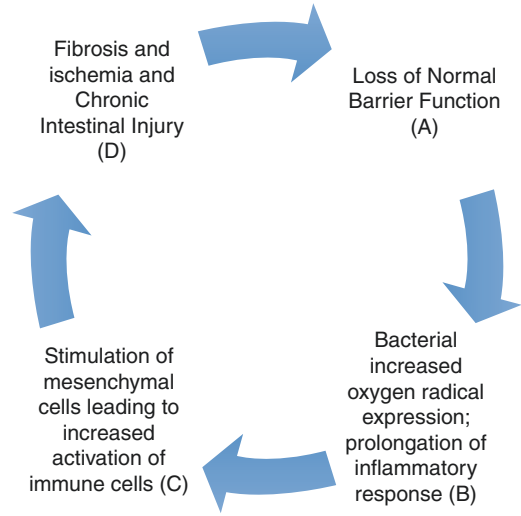 Fibrosis and
ischemia and
Chronic
Intestinal Injury
(D)
Loss of Normal
Barrier Function
(A)
Bacterial
increased
oxygen radical
expression;
prolongation of
inflammatory
response (B)
Stimulation of
mesenchymal
cells leading to
increased
activation of
immune cells (C)